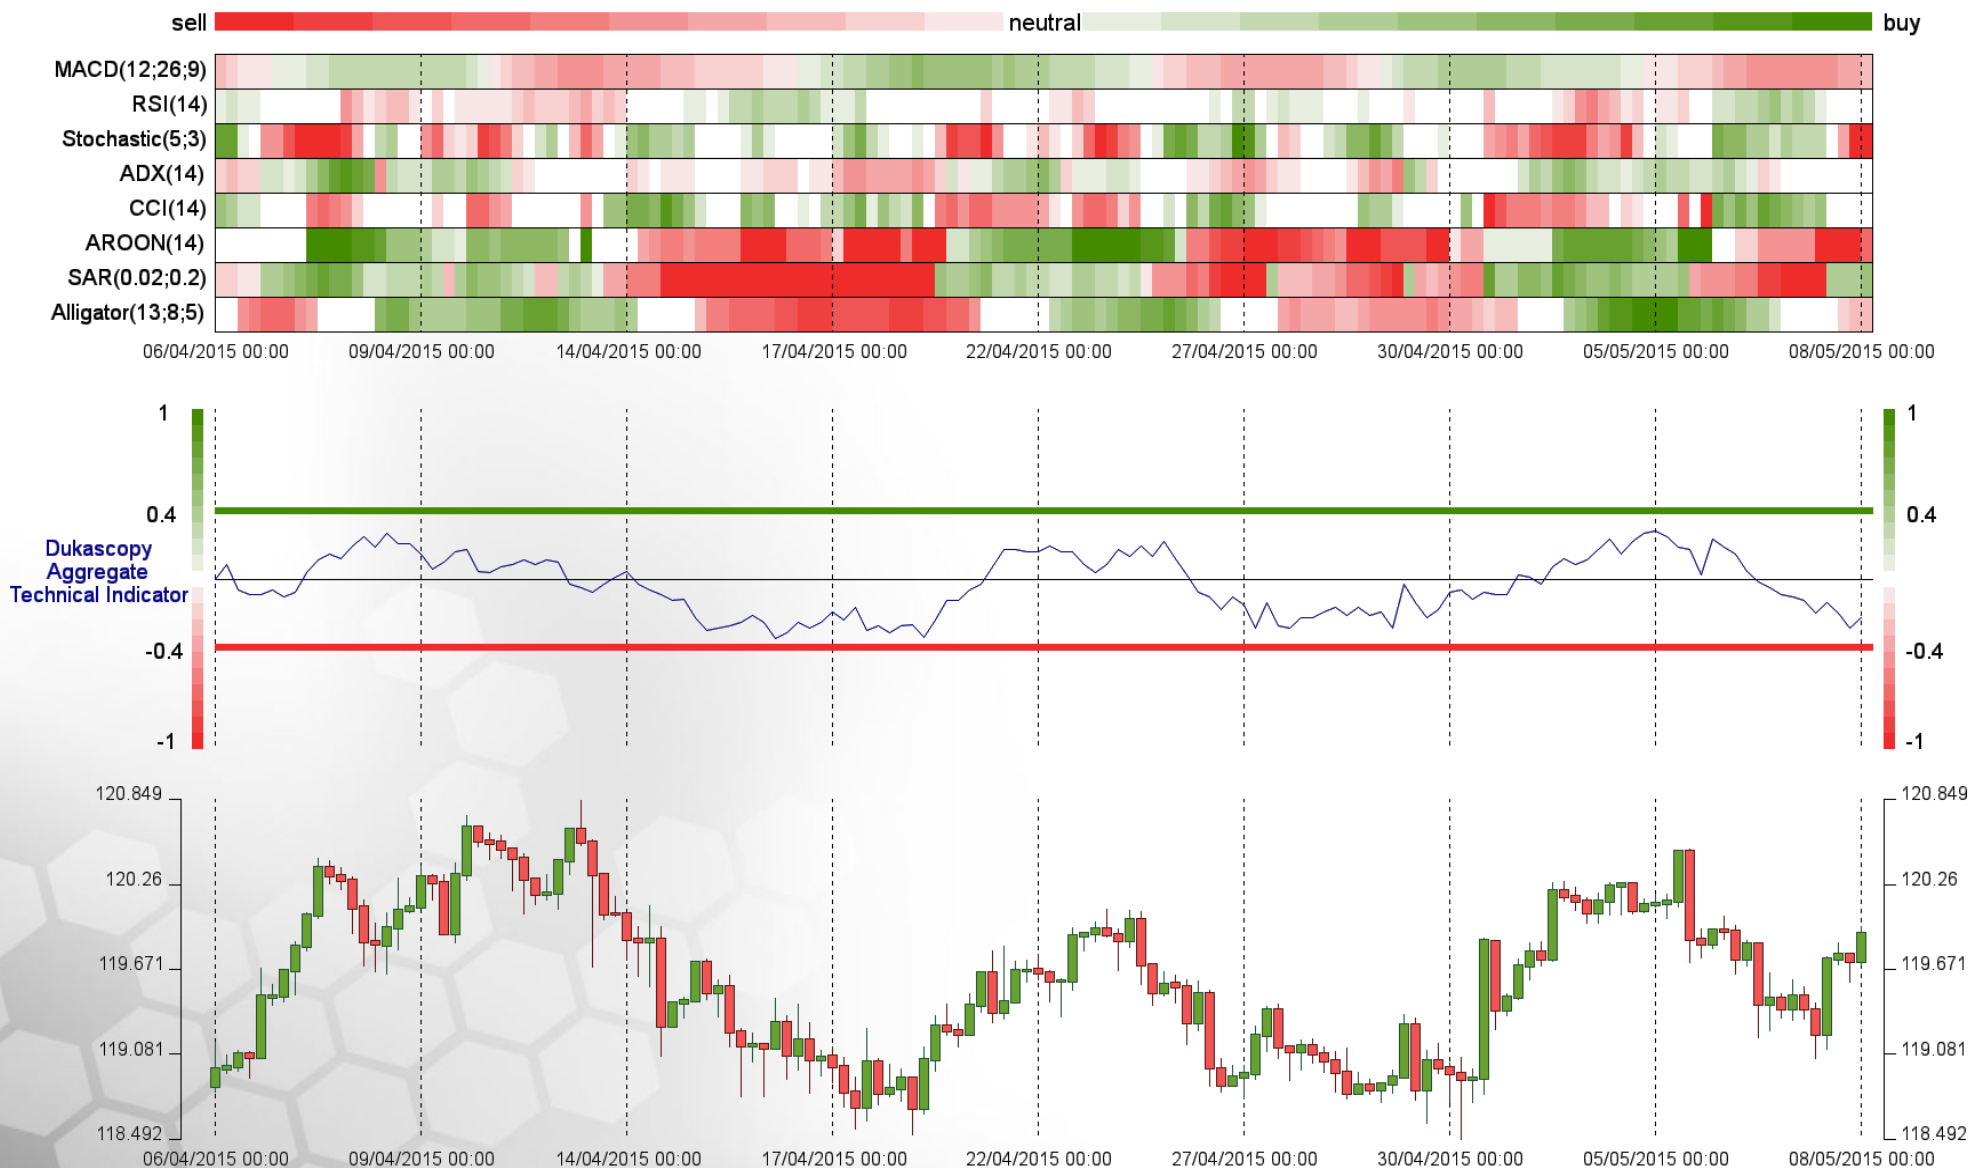 sell neutral buy
MACD(12;26;9)
RSI(14)
Stochastic(5;3)
ADX(14)
CCI(14)
AROON(14)
SAR(0.02;0.2)
Alligator(13;8;5)
06/04/2015 00:00 09/04/2015 00:00 14/04/2015 00:00 17/04/2015 00:00 22/04/2015 00:00 27/04/2015 00:00 30/04/2015 00:00 05/05/2015 00:00 08/05/2015 00:00
1 1
0.4 0.4
Dukascopy
Aggregate
Technical Indicator
-0.4 -0.4
-1 -1
120.849 120.849
120.26 120.26
119.671 119.671
119.081 119.081
118.492 118.492
06/04/2015 00:00 09/04/2015 00:00 14/04/2015 00:00 17/04/2015 00:00 22/04/2015 00:00 27/04/2015 00:00 30/04/2015 00:00 05/05/2015 00:00 08/05/2015 00:00